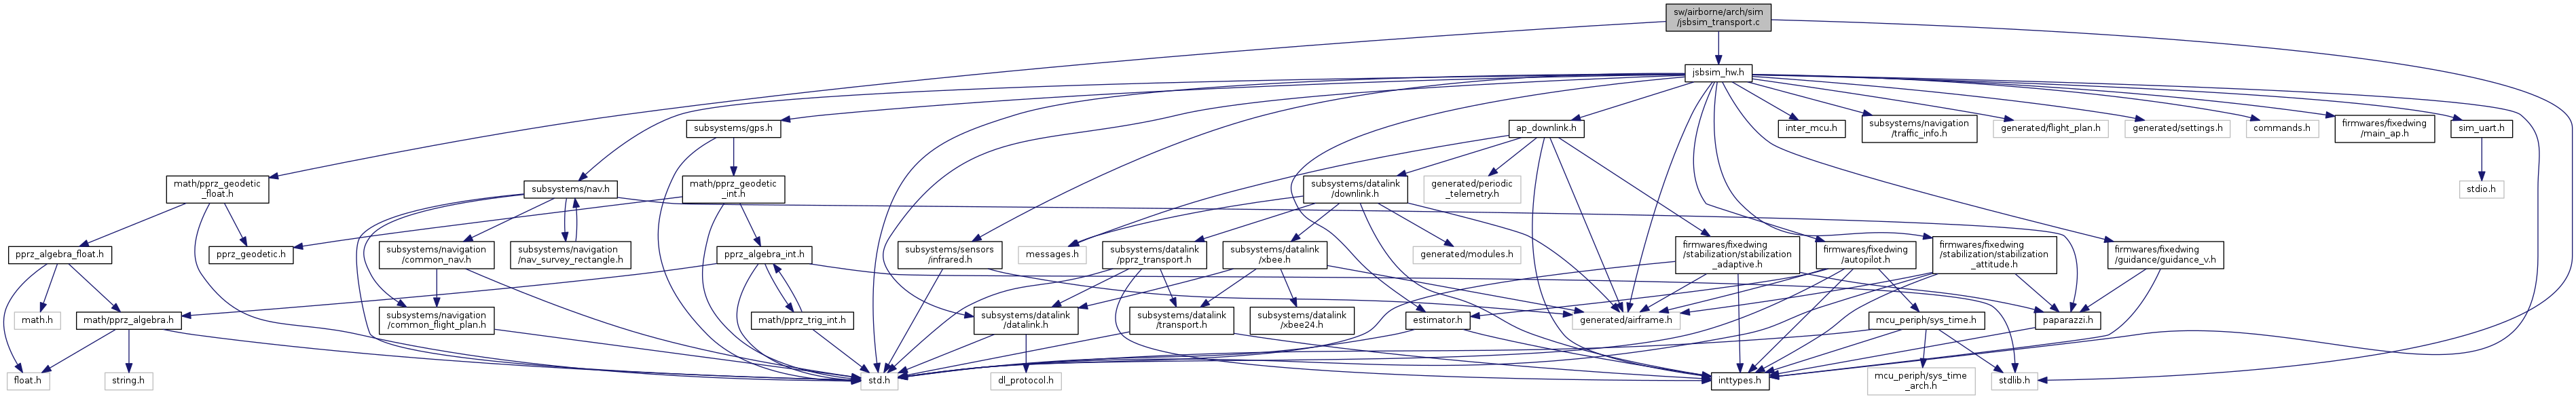 sw/airborne/arch/sim
/jsbsim_transport.c
jsbsim_hw.h
subsystems/gps.h
ap_downlink.h
inter_mcu.h
subsystems/navigation
/traffic_info.h
generated/flight_plan.h
generated/settings.h
commands.h
firmwares/fixedwing
/main_ap.h
sim_uart.h
math/pprz_geodetic
_float.h
subsystems/nav.h
math/pprz_geodetic
_int.h
subsystems/datalink
/downlink.h
generated/periodic
_telemetry.h
stdio.h
pprz_algebra_float.h
pprz_geodetic.h
subsystems/navigation
/common_nav.h
subsystems/navigation
/nav_survey_rectangle.h
pprz_algebra_int.h
subsystems/sensors
/infrared.h
messages.h
subsystems/datalink
/pprz_transport.h
subsystems/datalink
/xbee.h
generated/modules.h
firmwares/fixedwing
/stabilization/stabilization
_adaptive.h
firmwares/fixedwing
/autopilot.h
firmwares/fixedwing
/stabilization/stabilization
_attitude.h
firmwares/fixedwing
/guidance/guidance_v.h
math.h
math/pprz_algebra.h
subsystems/navigation
/common_flight_plan.h
math/pprz_trig_int.h
subsystems/datalink
/datalink.h
subsystems/datalink
/transport.h
subsystems/datalink
/xbee24.h
estimator.h
generated/airframe.h
mcu_periph/sys_time.h
paparazzi.h
float.h
string.h
std.h
dl_protocol.h
inttypes.h
mcu_periph/sys_time
_arch.h
stdlib.h